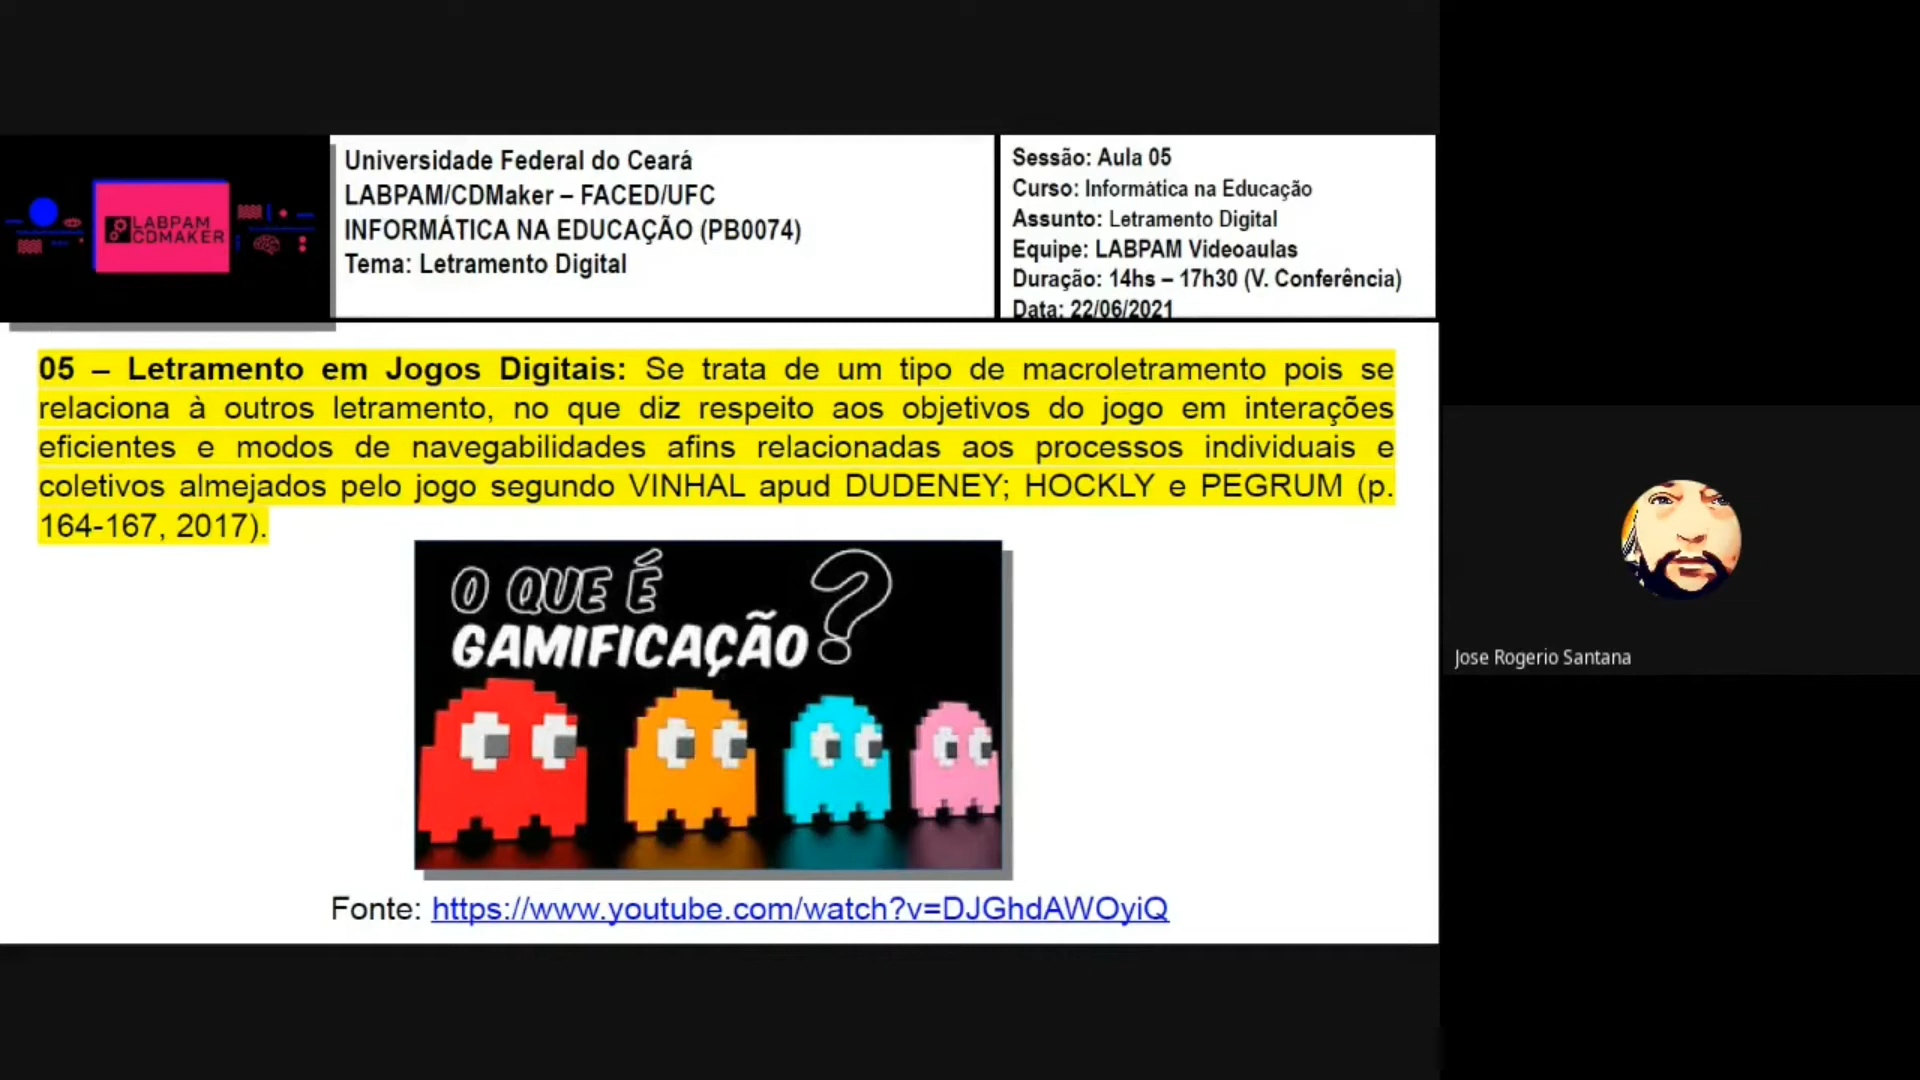 LABPAM
CDMAKER
Universidade Federal do Ceará
LABPAM/CDMaker – FACED/UFC
INFORMÁTICA NA EDUCAÇÃO (PB0074)
Tema: Letramento Digital
Sessão: Aula 05
Curso: Informàtica na Educação
Assunto: Letramento Digital
Equipe: LABPAM Videoaulas
Duração: 14hs – 17h30 (V. Conferência)
Data: 22/06/2021
05 – Letramento em Jogos Digitais: Se trata de um tipo de macroletramento pois se
relaciona à outros letramento, no que diz respeito aos objetivos do jogo em interações
eficientes e modos de navegabilidades afins relacionadas aos processos individuais e
coletivos almejados pelo jogo segundo VINHAL apud DUDENEY; HOCKLY e PEGRUM (p.
164-167, 2017).
O QUE É
GAMIFICAÇÃO?
Fonte: https://www.youtube.com/watch?v=DJGhdAWOyiQ
Jose Rogerio Santana